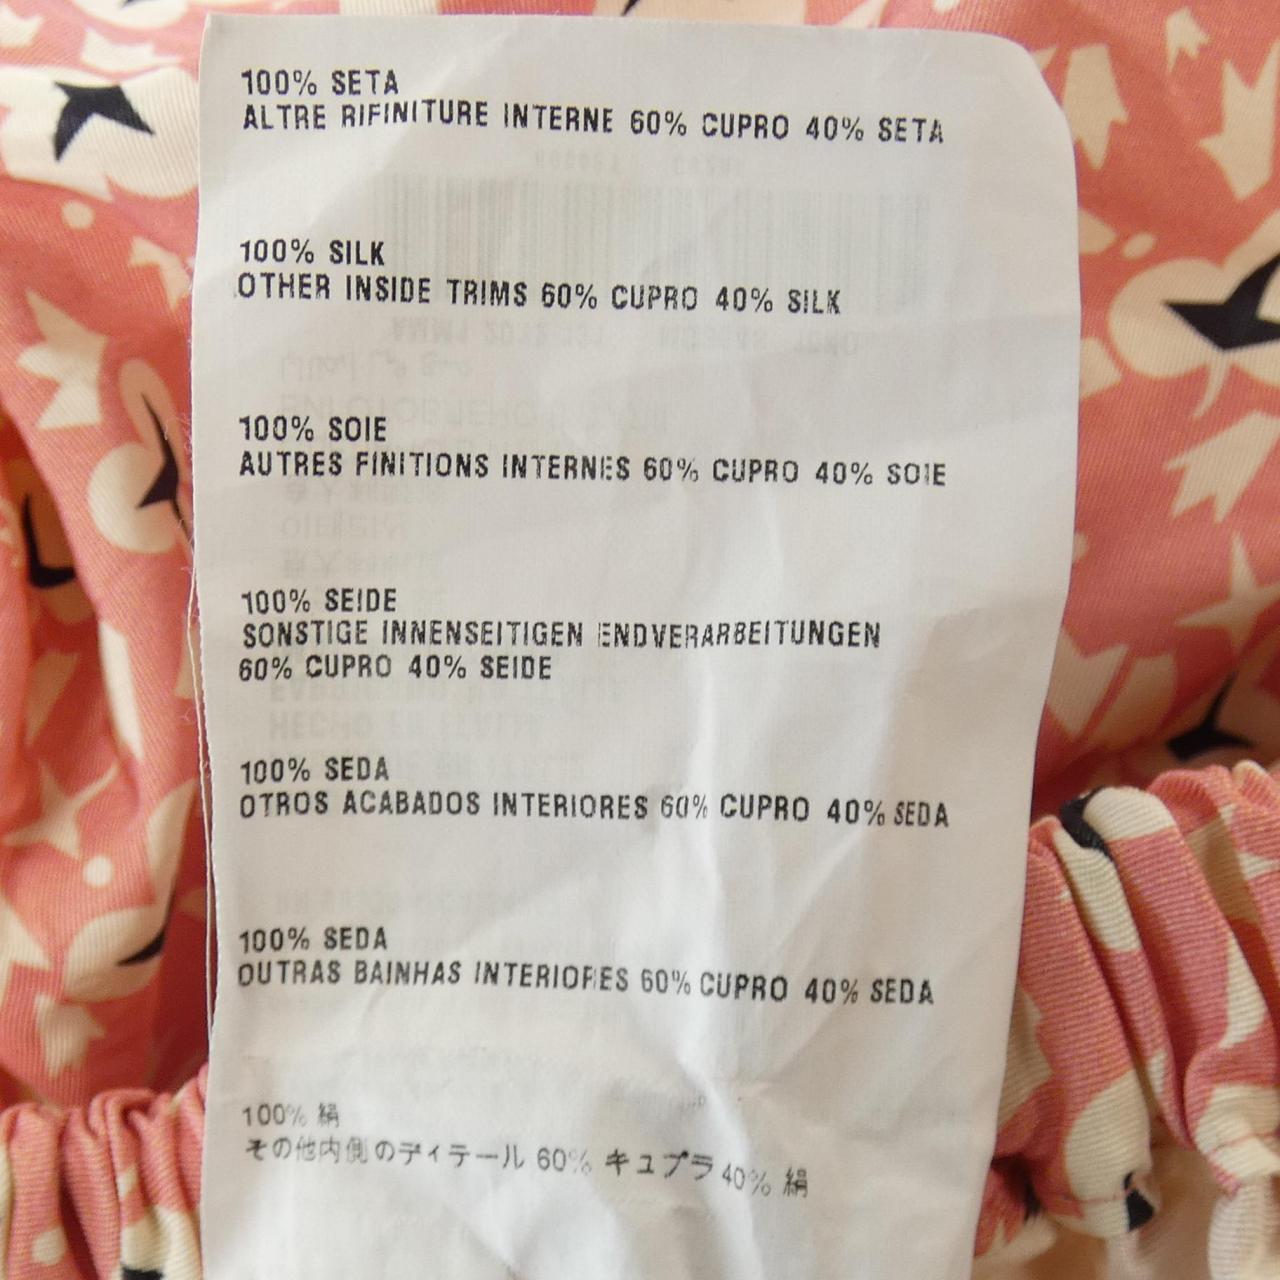 100% SETA
ALTRE RIFINITURE INTERNE 60% CUPRO 40% SETA
100% SILK
OTHER INSIDE TRIMS 60% CUPRO 40% SILK
100% SOIE
AUTRES FINITIONS INTERNES 60% CUPRO 40% SOIE
100% SEIDE
SONSTIGE INNENSEITIGEN ENDVERARBEITUNGEN
60% CUPRO 40% SEIDE
100% SEDA
OTROS ACABADOS INTERIORES 60% CUPRO 40% SEDA
100% SEDA
OUTRAS BAINHAS INTERIORES 60% CUPRO 40% SEDA
100% 絹
その他内側のディテール 60% キュプラ 40% 絹